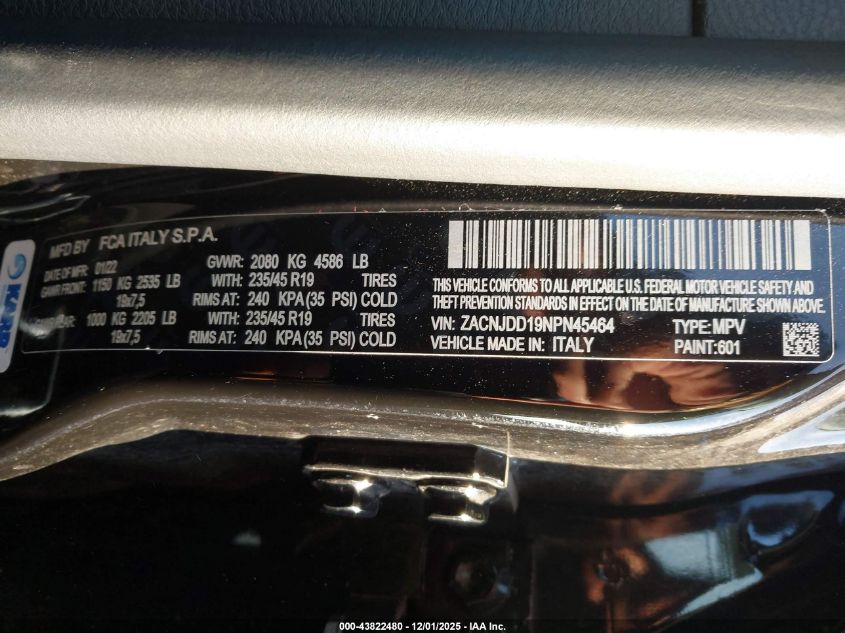 MFD BY FCA ITALY S.P.A.
DATE OF MFR 01/22 GVWR: 2080 KG 4586 LB
GAWR FRONT: 1150 KG 2535 LB WITH: 235/45 R19 TIRES
19x7,5 RIMS AT: 240 KPA(35 PSI) COLD
1000 KG 2205 LB WITH: 235/45 R19 TIRES
19x7,5 RIMS AT: 240 KPA(35 PSI) COLD
THIS VEHICLE CONFORMS TO ALL APPLICABLE U.S. FEDERAL MOTOR VEHICLE SAFETY AND
THEFT PREVENTION STANDARDS IN EFFECT ON THE DATE OF MANUFACTURE SHOWN ABOVE.
VIN: ZACNJDD19NPN45464 TYPE:MPV
VEHICLE MADE IN: ITALY PAINT:601
KARR
000-43822480 - 12/01/2025 - IAA Inc.